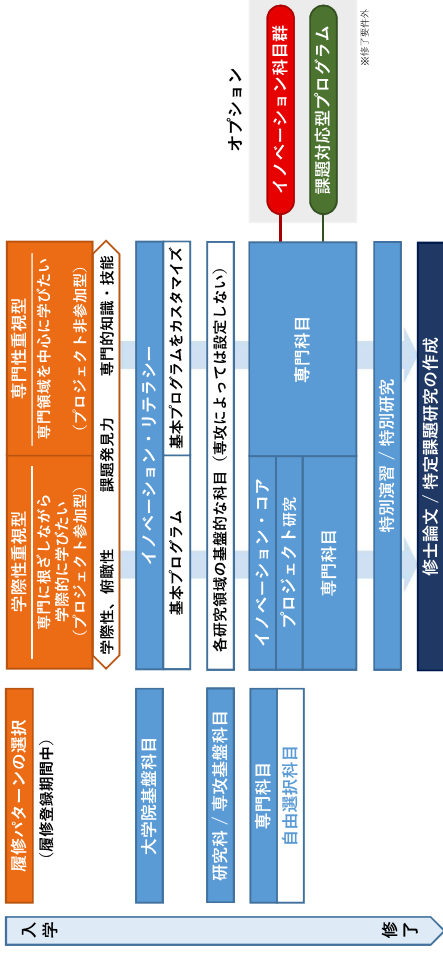 入学
修了
履修パターンの選択
(履修登録期間中)
学際性重視型
専門に根ざしながら
学際的に学びたい
(プロジェクト参加型)
専門性重視型
専門領域を中心に学びたい
(プロジェクト非参加型)
学際性、俯瞰性
課題発見力
専門的知識・技能
大学院基盤科目
イノベーション・リテラシー
基本プログラム
基本プログラムをカスタマイズ
研究科 / 専攻基盤科目
各研究領域の基盤的な科目(専攻によっては設定しない)
専門科目
自由選択科目
イノベーション・コア
プロジェクト研究
専門科目
専門科目
オプション
イノベーション科目群
課題対応型プログラム
※修了要件外
特別演習 / 特別研究
修士論文 / 特定課題研究の作成